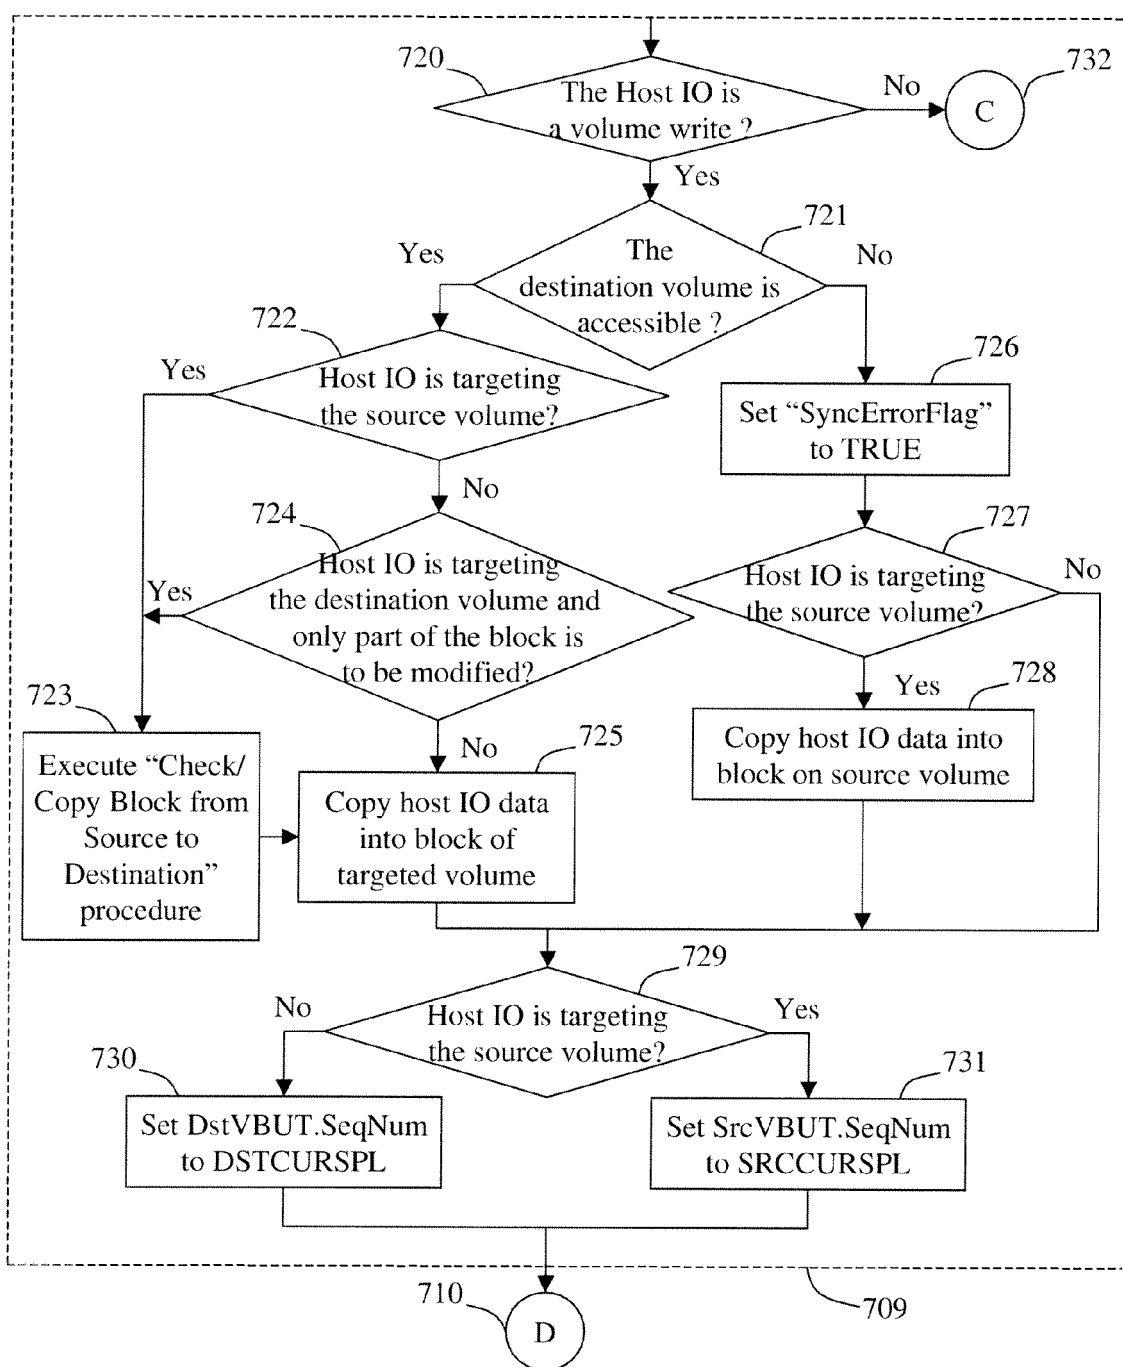 720
The Host IO is
a volume write ?
No
732
C
Yes
721
Yes
The
destination volume is
accessible ?
No
722
Yes
Host IO is targeting
the source volume?
726
Set “SyncErrorFlag”
to TRUE
No
724
Yes
Host IO is targeting
the destination volume and
only part of the block is
to be modified?
727
Host IO is targeting
the source volume?
No
Yes
728
Copy host IO data into
block on source volume
723
Execute “Check/
Copy Block from
Source to
Destination”
procedure
No
725
Copy host IO data
into block of
targeted volume
729
No
Host IO is targeting
the source volume?
Yes
730
Set DstVBUT.SeqNum
to DSTCURSPL
731
Set SrcVBUT.SeqNum
to SRCCURSPL
709
710
D